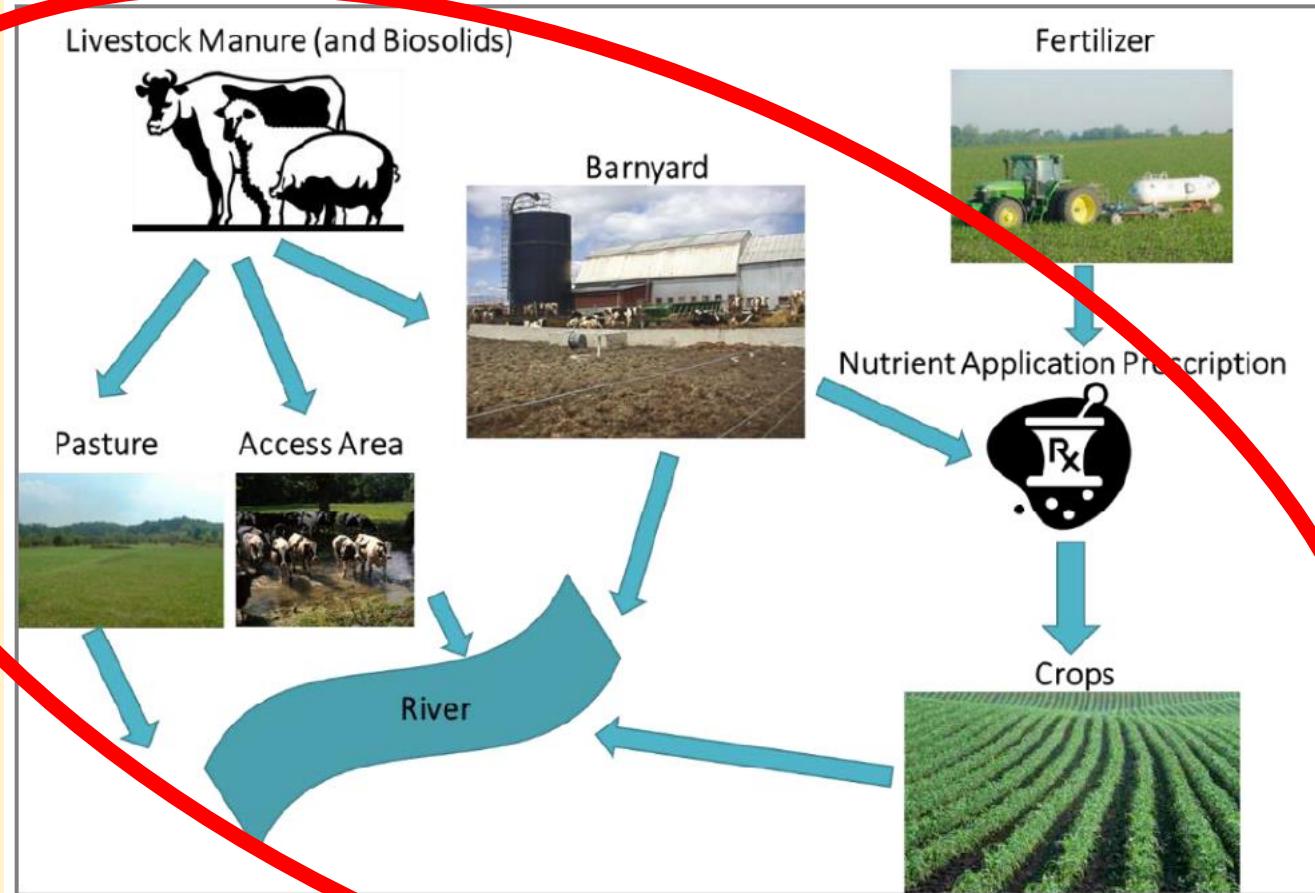 Livestock Manure (and Biosolids)
Fertilizer
Barnyard
Nutrient Application Prescription
Rx
Pasture
Access Area
River
Crops